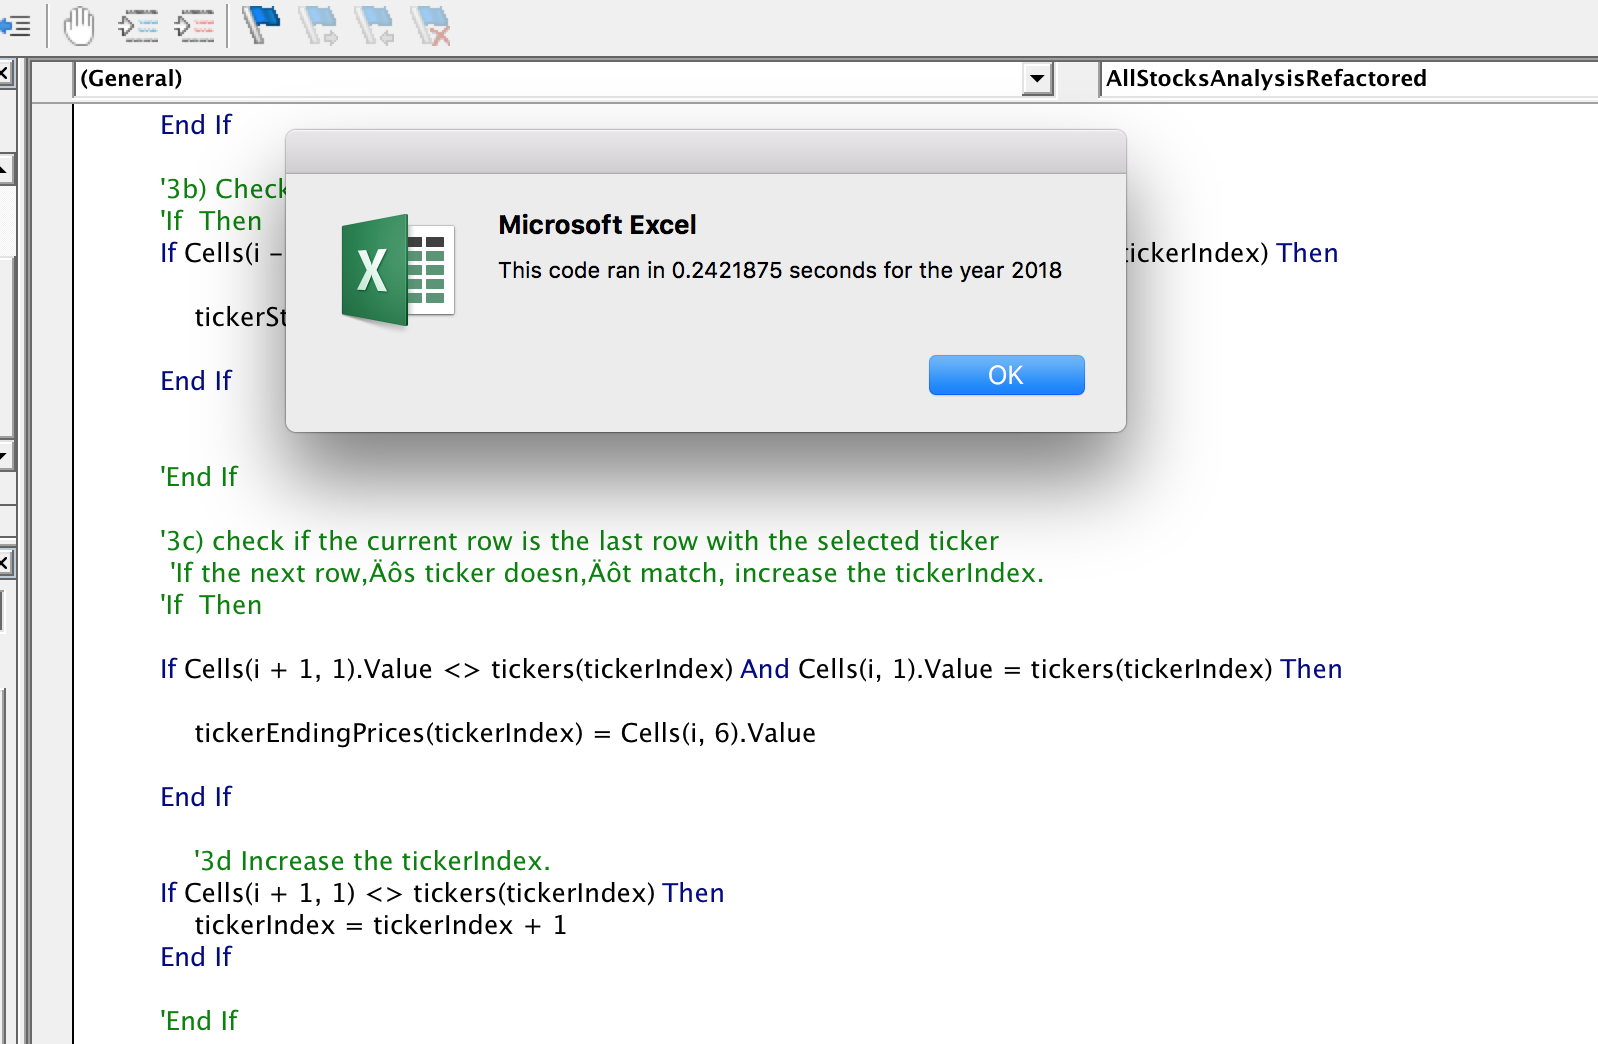 (General)
AllStocksAnalysisRefactored
End If
'3b) Check
'If  Then
If Cells(i - tickerIndex) Then
tickerSt
End If
Microsoft Excel
This code ran in 0.2421875 seconds for the year 2018
OK
'End If
'3c) check if the current row is the last row with the selected ticker
'If the next row‚Äôs ticker doesn‚Äôt match, increase the tickerIndex.
'If  Then
If Cells(i + 1, 1).Value <> tickers(tickerIndex) And Cells(i, 1).Value = tickers(tickerIndex) Then
tickerEndingPrices(tickerIndex) = Cells(i, 6).Value
End If
'3d Increase the tickerIndex.
If Cells(i + 1, 1) <> tickers(tickerIndex) Then
tickerIndex = tickerIndex + 1
End If
'End If